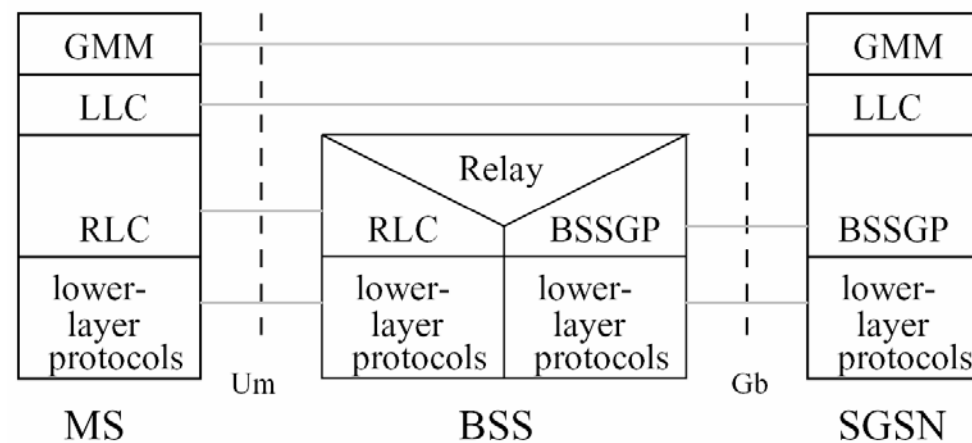 GMM
GMM
LLC
LLC
Relay
RLC
RLC
BSSGP
BSSGP
lower-
layer
protocols
lower-
layer
protocols
lower-
layer
protocols
lower-
layer
protocols
Um
Gb
MS
BSS
SGSN